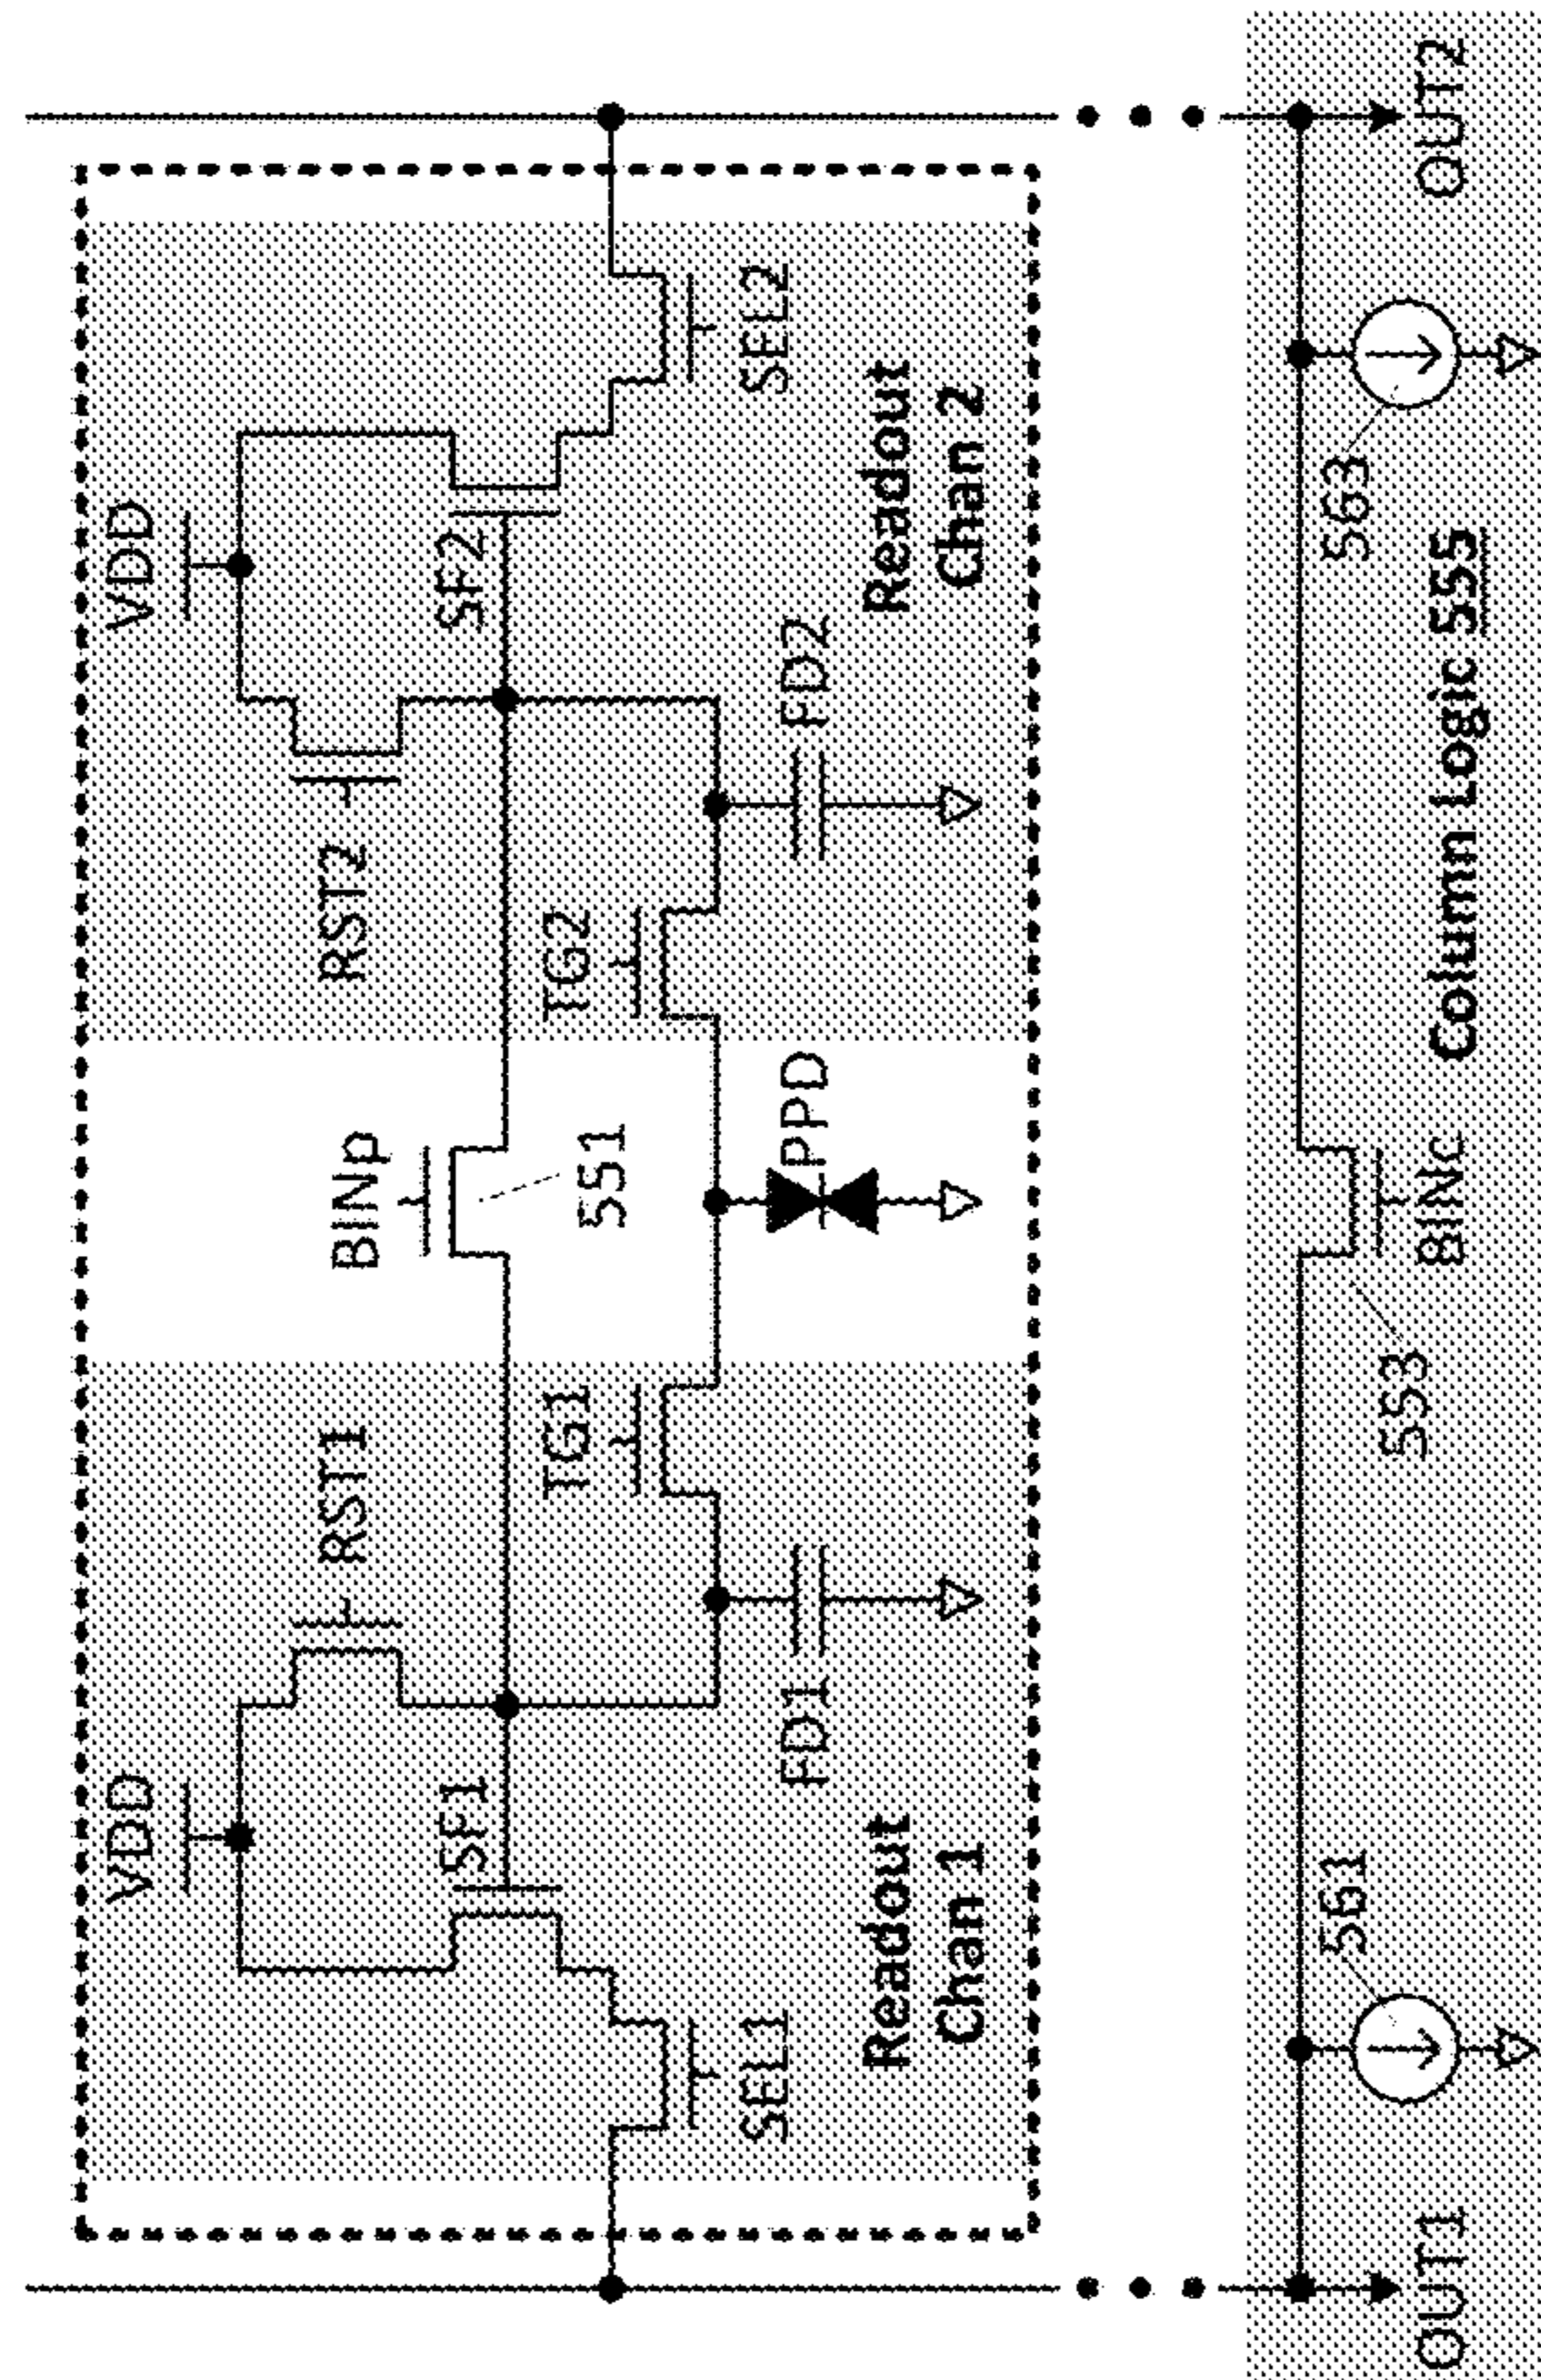 VDD
VDD
RST1
RST2
BINp
SF1
SF2
551
TG1
TG2
SEL1
FD1
PPD
FD2
SEL2
Readout
Chan 1
Readout
Chan 2
561
553
563
OUT1
BINc
Column Logic 555
OUT2